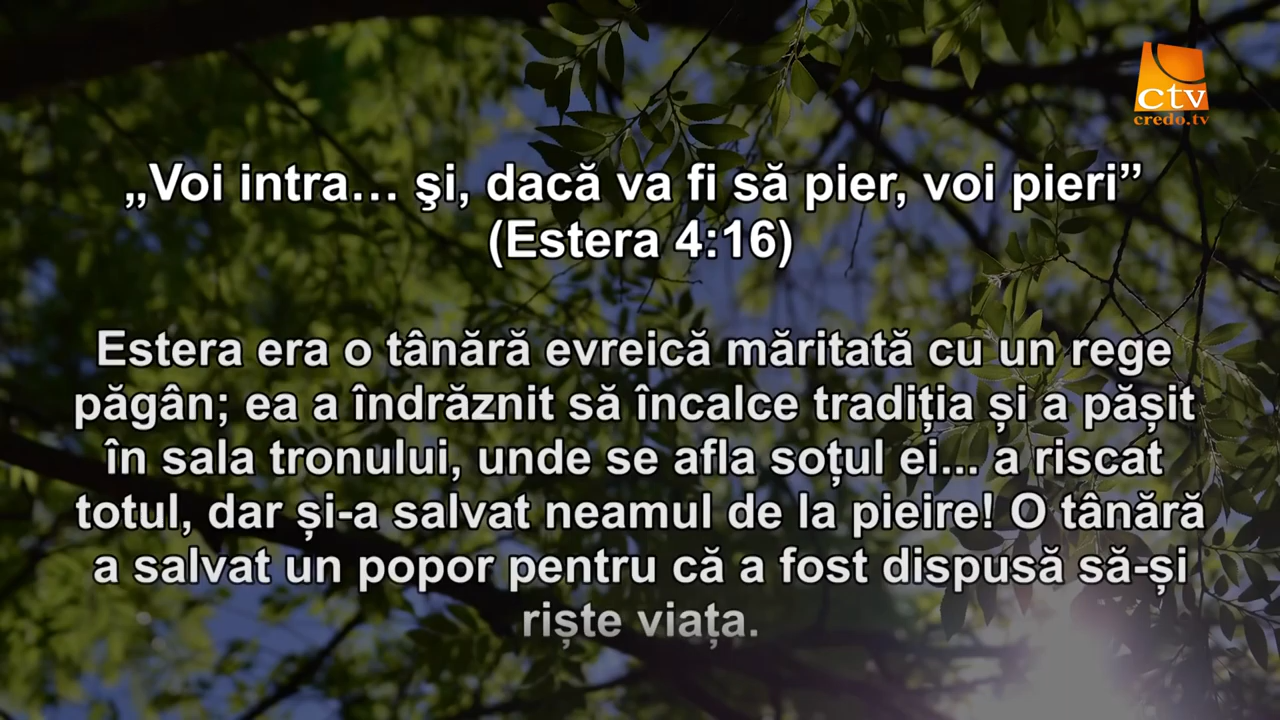 ctv
credo.tv
„Voi intra… şi, dacă va fi să pier, voi pieri”
(Estera 4:16)
Estera era o tânără evreică măritată cu un rege
păgân; ea a îndrăznit să încalce tradiția și a pășit
în sala tronului, unde se afla soțul ei... a riscat
totul, dar și-a salvat neamul de la pieire! O tânără
a salvat un popor pentru că a fost dispusă să-și
riște viața.